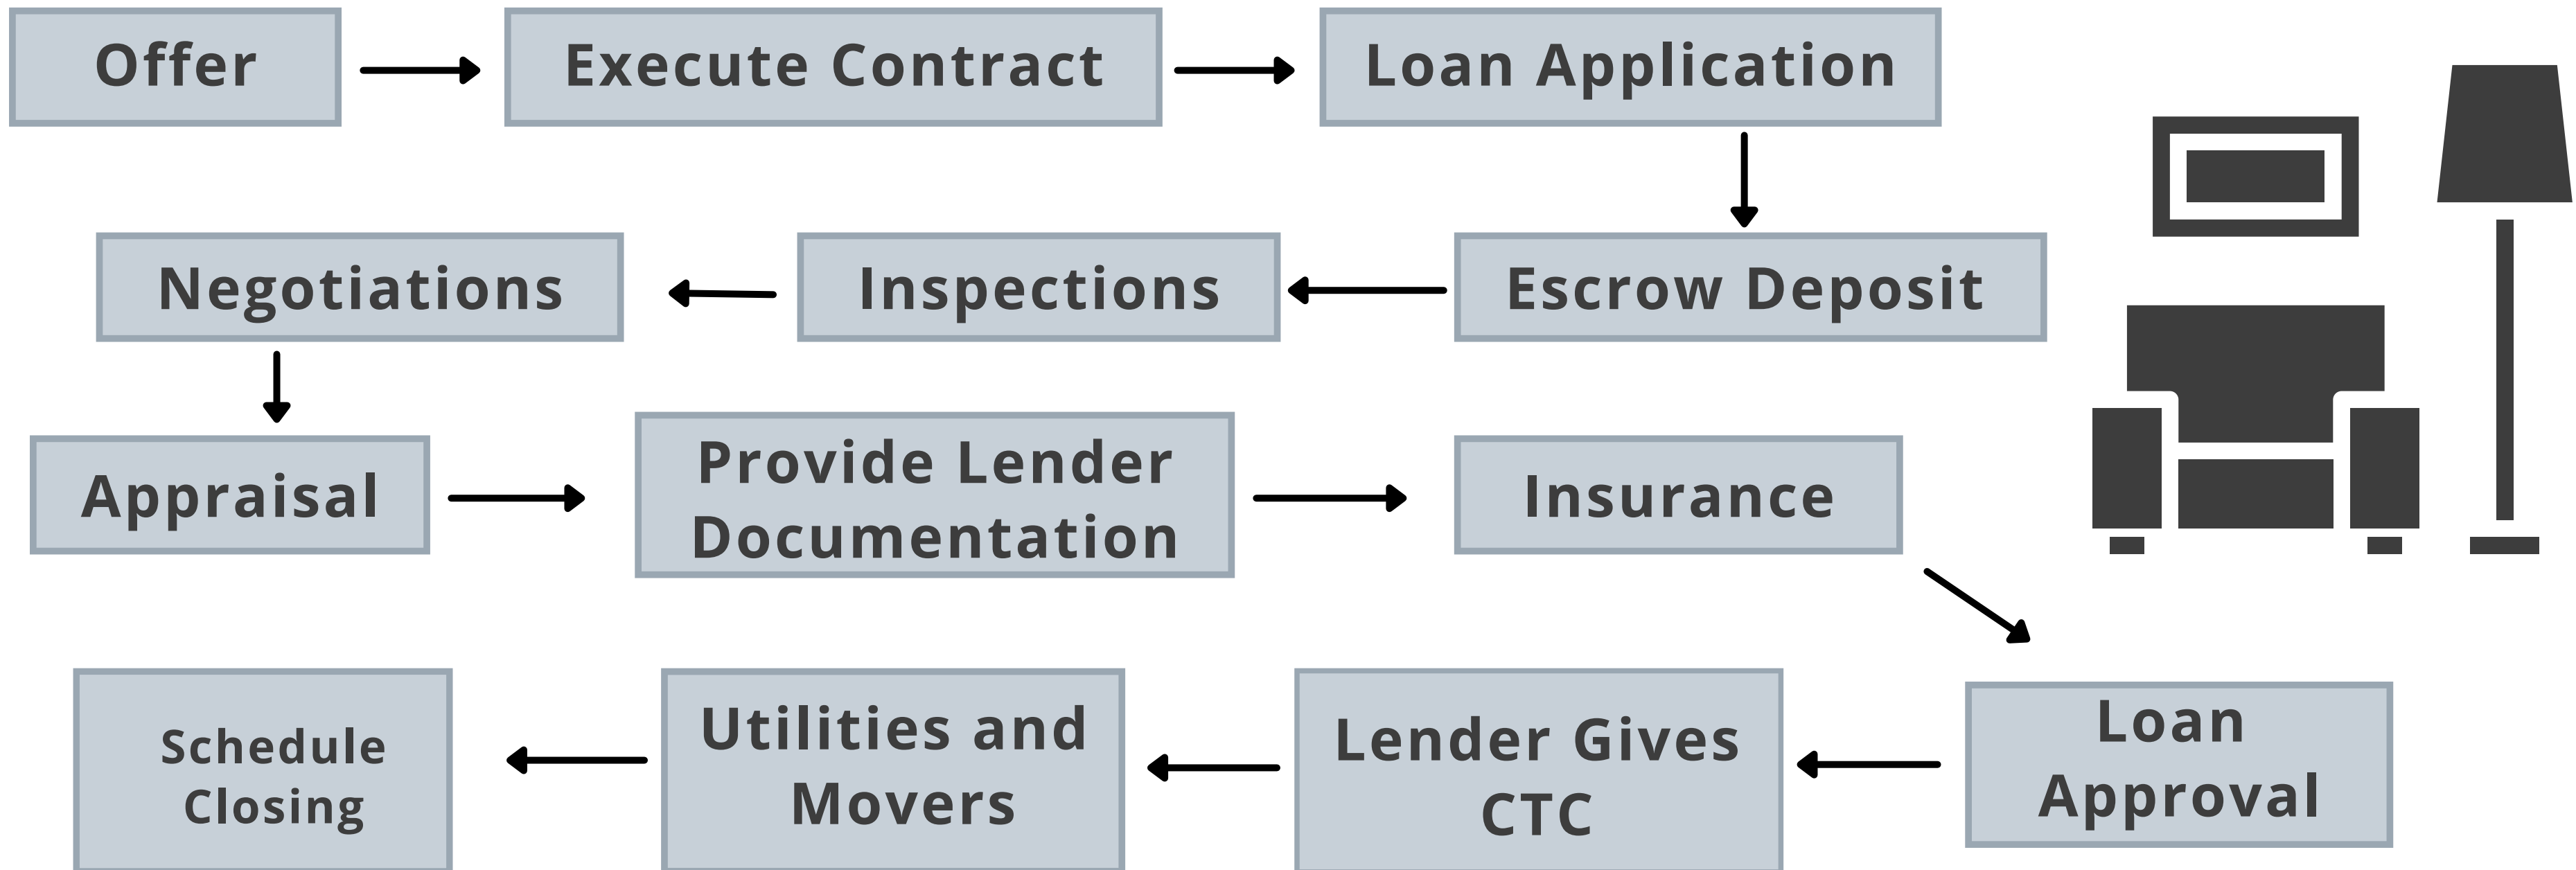 Offer
Execute Contract
Loan Application
Escrow Deposit
Inspections
Negotiations
Appraisal
Provide Lender
Documentation
Insurance
Loan
Approval
Lender Gives
CTC
Utilities and
Movers
Schedule
Closing